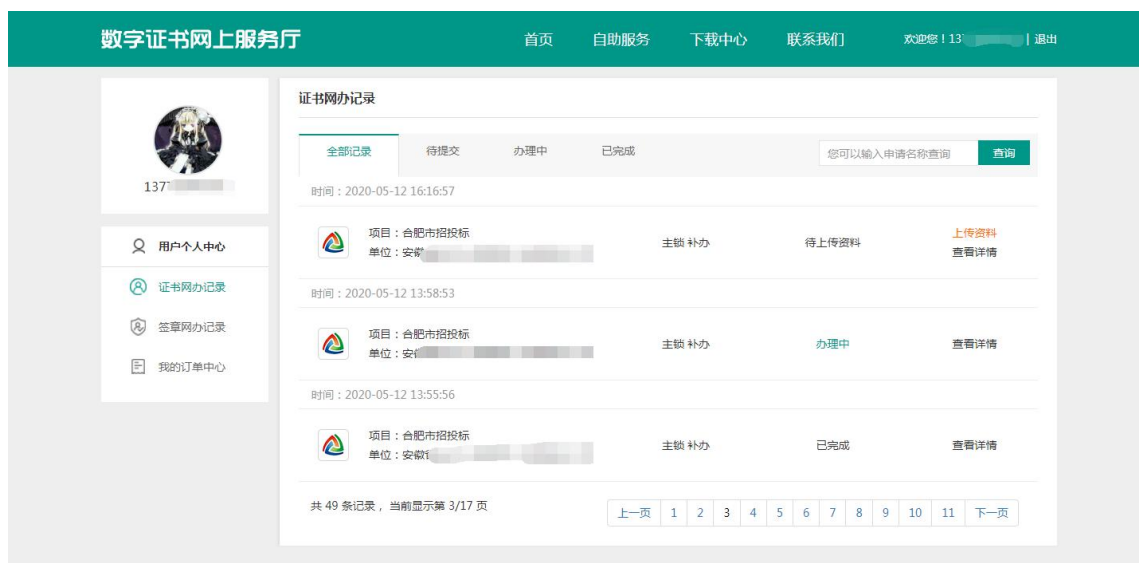 数字证书网上服务厅 首页 自助服务 下载中心 联系我们 欢迎您！13 | 退出
137
用户个人中心
证书网办记录
签章网办记录
我的订单中心
证书网办记录
全部记录 待提交 办理中 已完成 您可以输入申请名称查询 查询
时间：2020-05-12 16:16:57
项目：合肥市招投标
单位：安徽
主锁 补办 待上传资料 上传资料
查看详情
时间：2020-05-12 13:58:53
项目：合肥市招投标
单位：安
主锁 补办 办理中 查看详情
时间：2020-05-12 13:55:56
项目：合肥市招投标
单位：安徽
主锁 补办 已完成 查看详情
共 49 条记录， 当前显示第 3/17 页 上一页 1 2 3 4 5 6 7 8 9 10 11 下一页